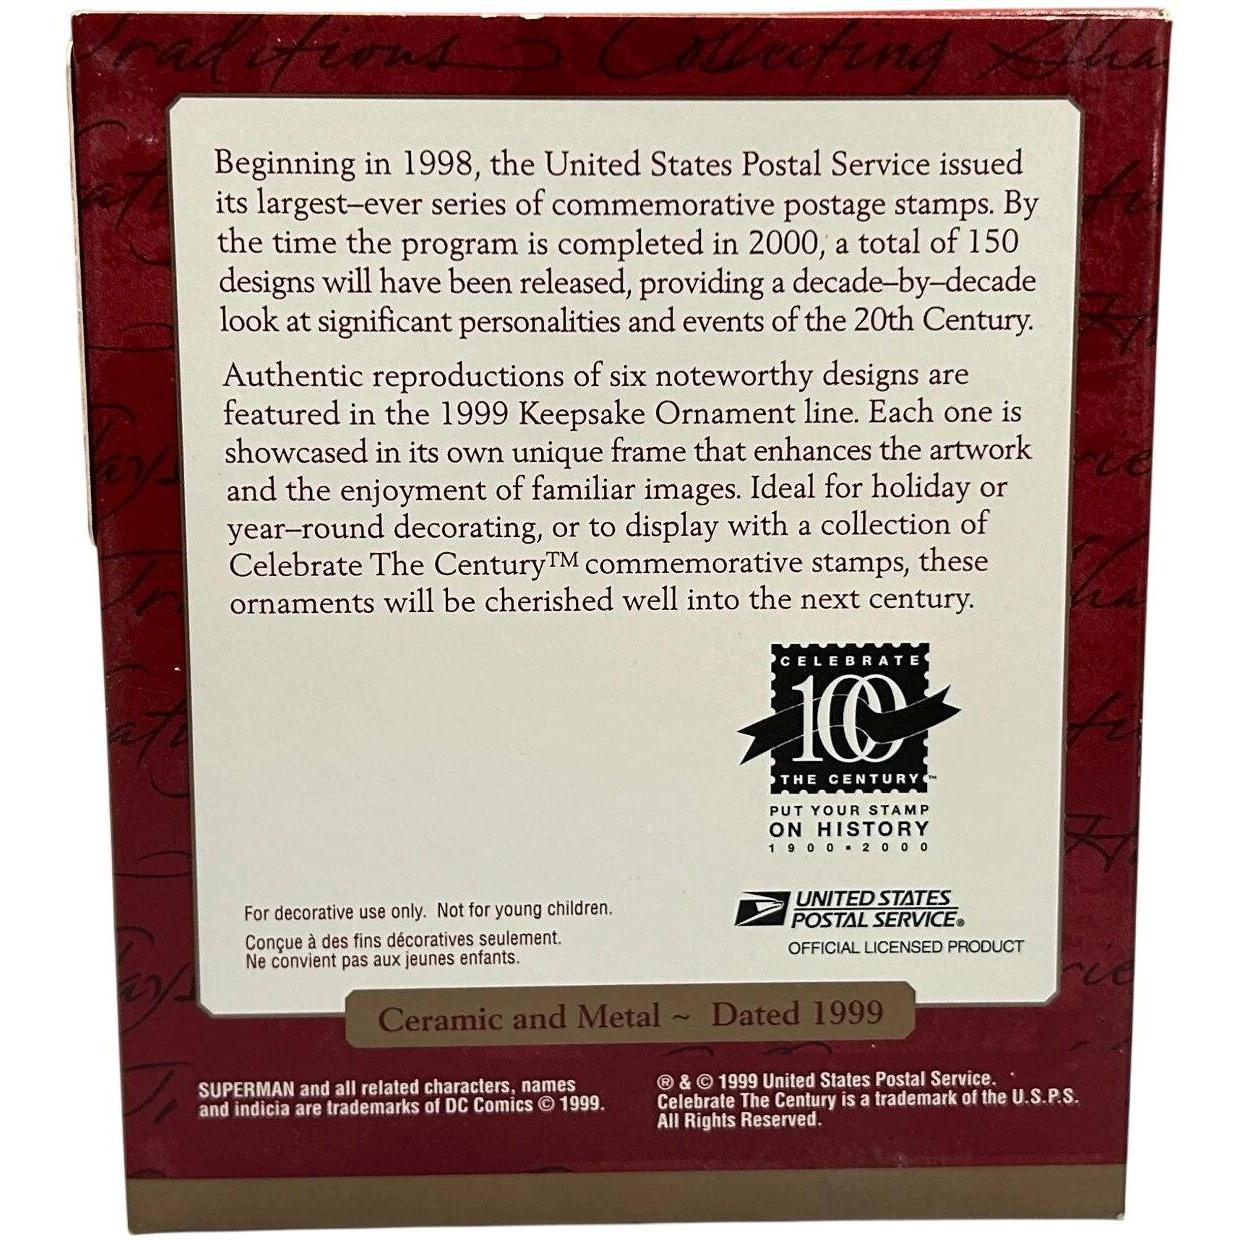 Traditions Collecting Sha
Beginning in 1998, the United States Postal Service issued
its largest–ever series of commemorative postage stamps. By
the time the program is completed in 2000, a total of 150
designs will have been released, providing a decade–by–decade
look at significant personalities and events of the 20th Century.
Authentic reproductions of six noteworthy designs are
featured in the 1999 Keepsake Ornament line. Each one is
showcased in its own unique frame that enhances the artwork
and the enjoyment of familiar images. Ideal for holiday or
year–round decorating, or to display with a collection of
Celebrate The Century™ commemorative stamps, these
ornaments will be cherished well into the next century.
CELEBRATE
100
THE CENTURY™
PUT YOUR STAMP
ON HISTORY
1900▪2000
For decorative use only. Not for young children.
Conçue à des fins décoratives seulement.
Ne convient pas aux jeunes enfants.
UNITED STATES
POSTAL SERVICE®
OFFICIAL LICENSED PRODUCT
Ceramic and Metal ~ Dated 1999
SUPERMAN and all related characters, names
and indicia are trademarks of DC Comics © 1999.
® & © 1999 United States Postal Service.
Celebrate The Century is a trademark of the U.S.P.S.
All Rights Reserved.